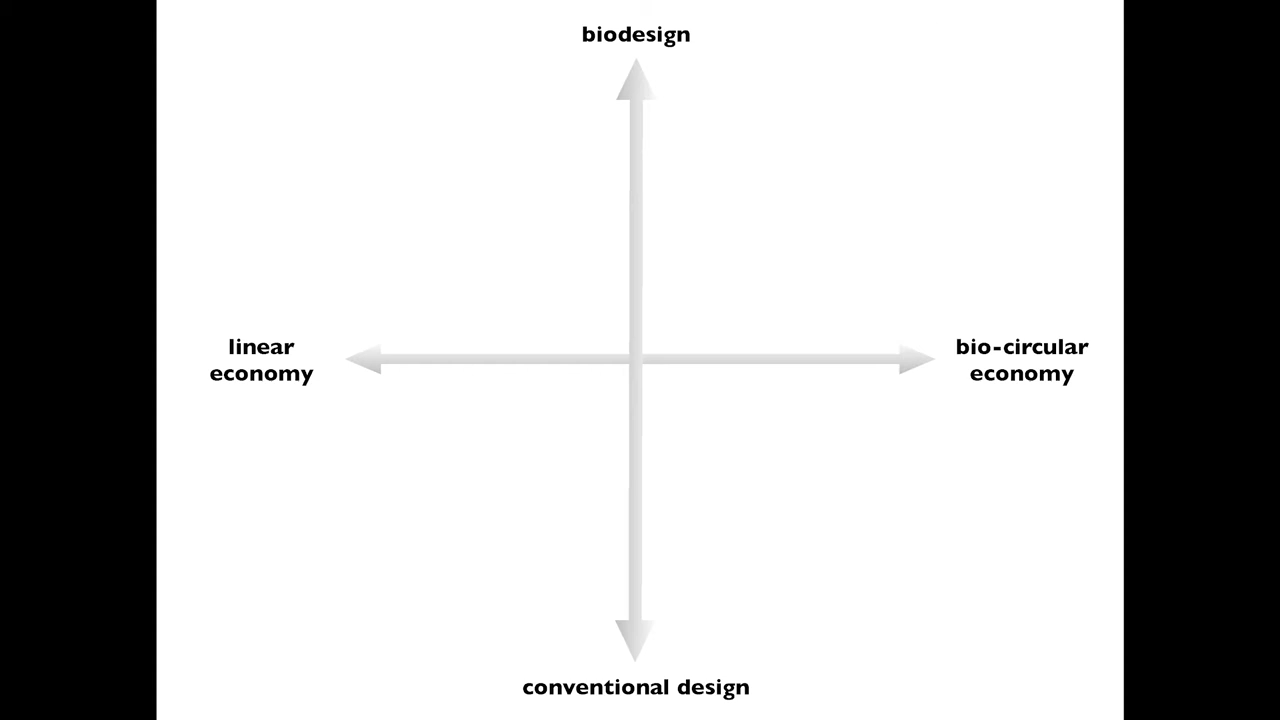 biodesign
linear
economy
bio-circular
economy
conventional design